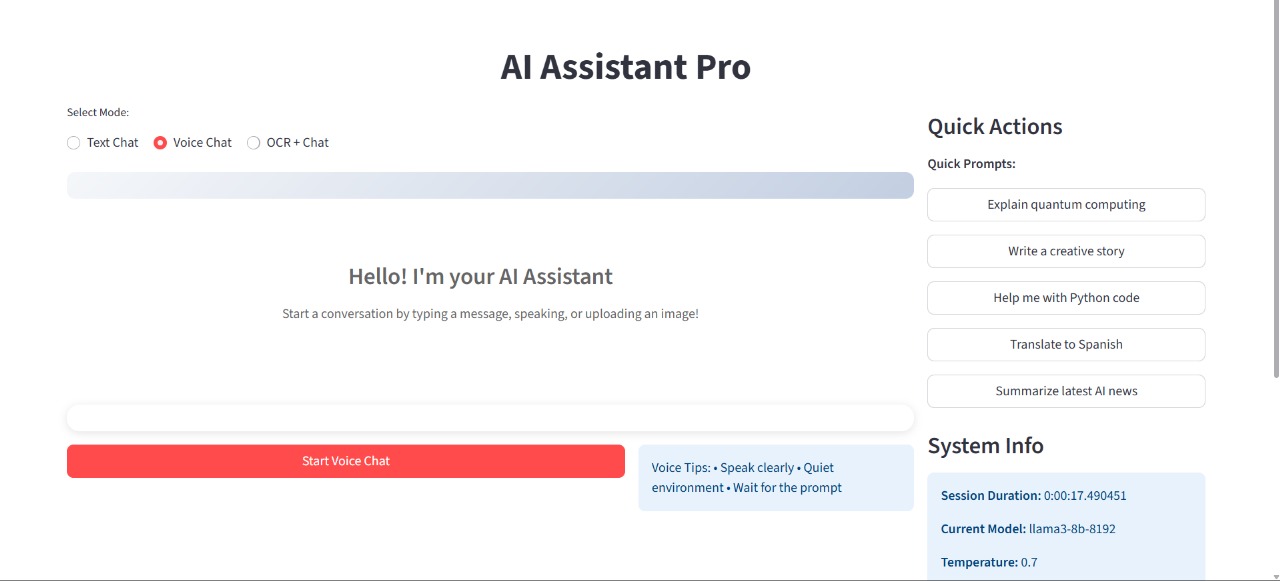 AI Assistant Pro
Select Mode:
Text Chat
Voice Chat
OCR + Chat
Hello! I'm your AI Assistant
Start a conversation by typing a message, speaking, or uploading an image!
Start Voice Chat
Voice Tips: • Speak clearly • Quiet
environment • Wait for the prompt
Quick Actions
Quick Prompts:
Explain quantum computing
Write a creative story
Help me with Python code
Translate to Spanish
Summarize latest AI news
System Info
Session Duration: 0:00:17.490451
Current Model: llama3-8b-8192
Temperature: 0.7